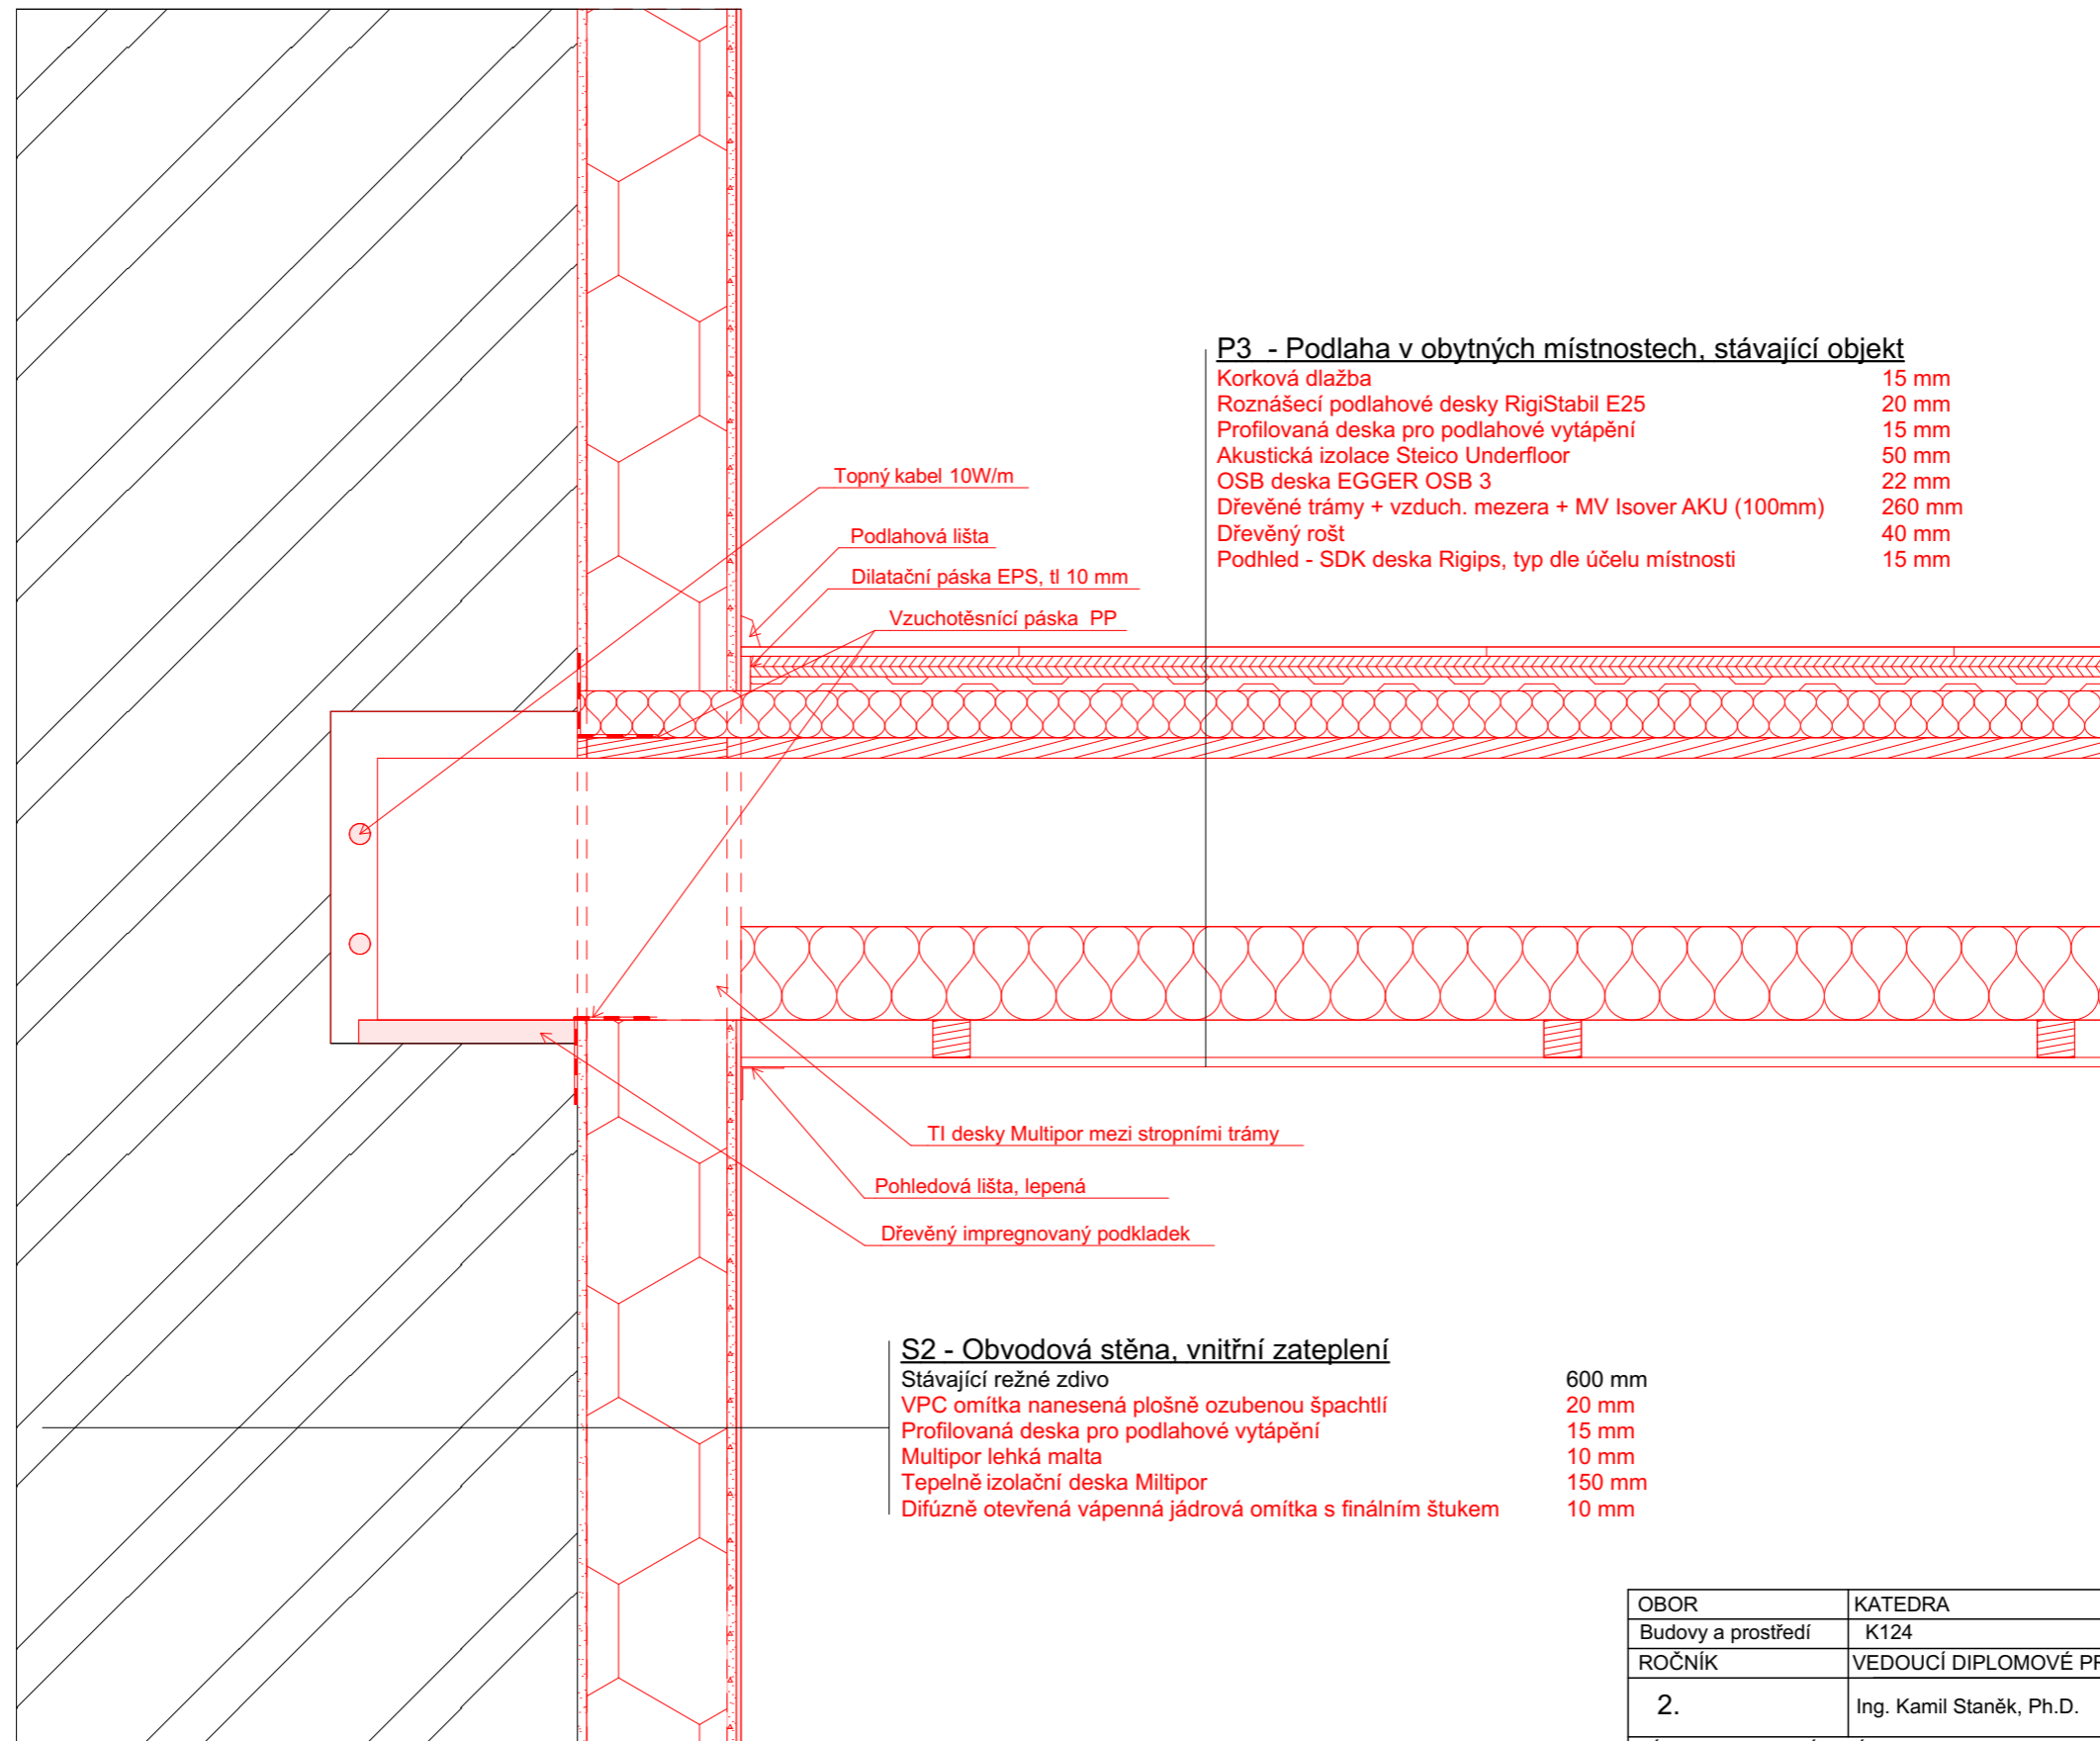 P3 - Podlaha v obytných místnostech, stávající objekt
Korková dlažba 15 mm
Roznášecí podlahové desky RigiStabil E25 20 mm
Profilovaná deska pro podlahové vytápění 15 mm
Akustická izolace Steico Underfloor 50 mm
OSB deska EGGER OSB 3 22 mm
Dřevěné trámy + vzduch. mezera + MV Isover AKU (100mm) 260 mm
Dřevěný rošt 40 mm
Podhled - SDK deska Rigips, typ dle účelu místnosti 15 mm
Topný kabel 10W/m
Podlahová lišta
Dilatační páska EPS, tl 10 mm
Vzuchotěsnící páska PP
TI desky Multipor mezi stropními trámy
Pohledová lišta, lepená
Dřevěný impregnovaný podkladek
S2 - Obvodová stěna, vnitřní zateplení
Stávající režné zdivo 600 mm
VPC omítka nanesená plošně ozubenou špachtlí 20 mm
Profilovaná deska pro podlahové vytápění 15 mm
Multipor lehká malta 10 mm
Tepelně izolační deska Miltipor 150 mm
Difúzně otevřená vápenná jádrová omítka s finálním štukem 10 mm
OBOR KATEDRA
Budovy a prostředí K124
ROČNÍK VEDOUCÍ DIPLOMOVÉ
2. Ing. Kamil Staněk, Ph.D.